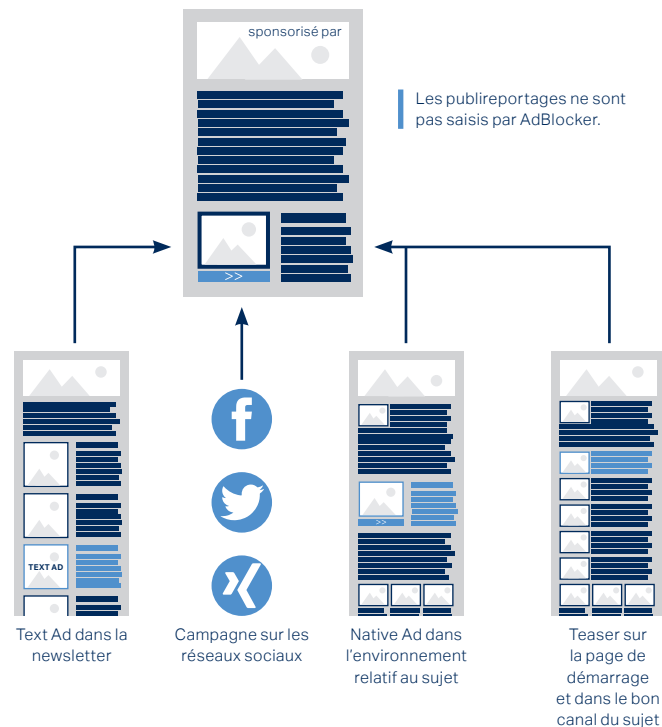 sponsorisé par
Les publireportages ne sont
pas saisis par AdBlocker.
>>
f
>>
TEXT AD
Text Ad dans la
newsletter
Campagne sur les
réseaux sociaux
Native Ad dans
l'environnement
relatif au sujet
Teaser sur
la page de
démarrage
et dans le bon
canal du sujet